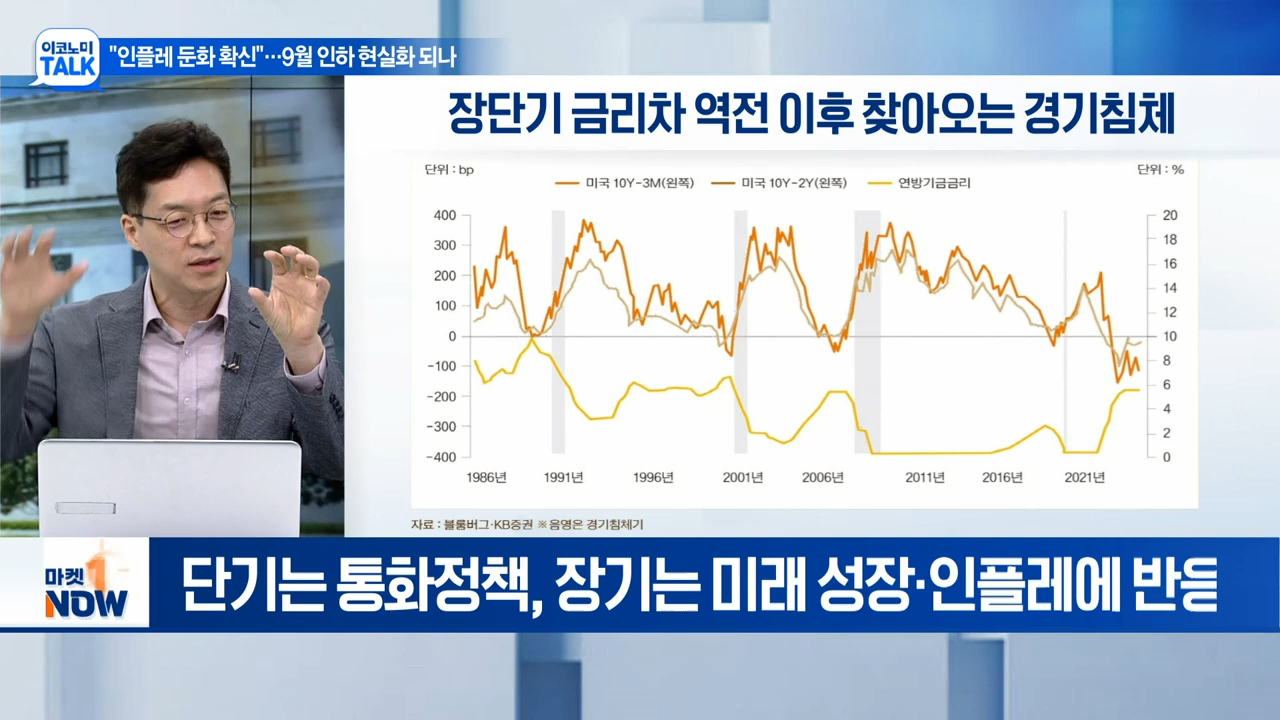 이코노미
TALK
"인플레 둔화 확신"…9월 인하 현실화 되나
장단기 금리차 역전 이후 찾아오는 경기침체
단위 : bp
단위 : %
미국 10Y-3M(왼쪽)
미국 10Y-2Y(왼쪽)
연방기금금리
400
300
200
100
0
-100
-200
-300
-400
20
18
16
14
12
10
8
6
4
2
0
1986년
1991년
1996년
2001년
2006년
2011년
2016년
2021년
자료 : 블룸버그·KB증권 ※음영은 경기침체기
마켓
1
NOW
단기는 통화정책, 장기는 미래 성장·인플레에 반응